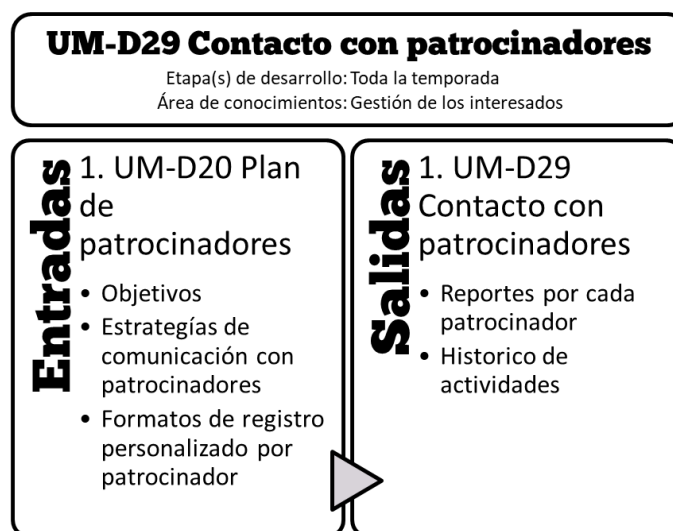 UM-D29 Contacto con patrocinadores
Etapa(s) de desarrollo: Toda la temporada
Área de conocimientos: Gestión de los interesados
Entradas
1. UM-D20 Plan
de
patrocinadores
• Objetivos
• Estrategías de
comunicación con
patrocinadores
• Formatos de registro
personalizado por
patrocinador
Salidas
1. UM-D29
Contacto con
patrocinadores
• Reportes por cada
patrocinador
• Historico de
actividades